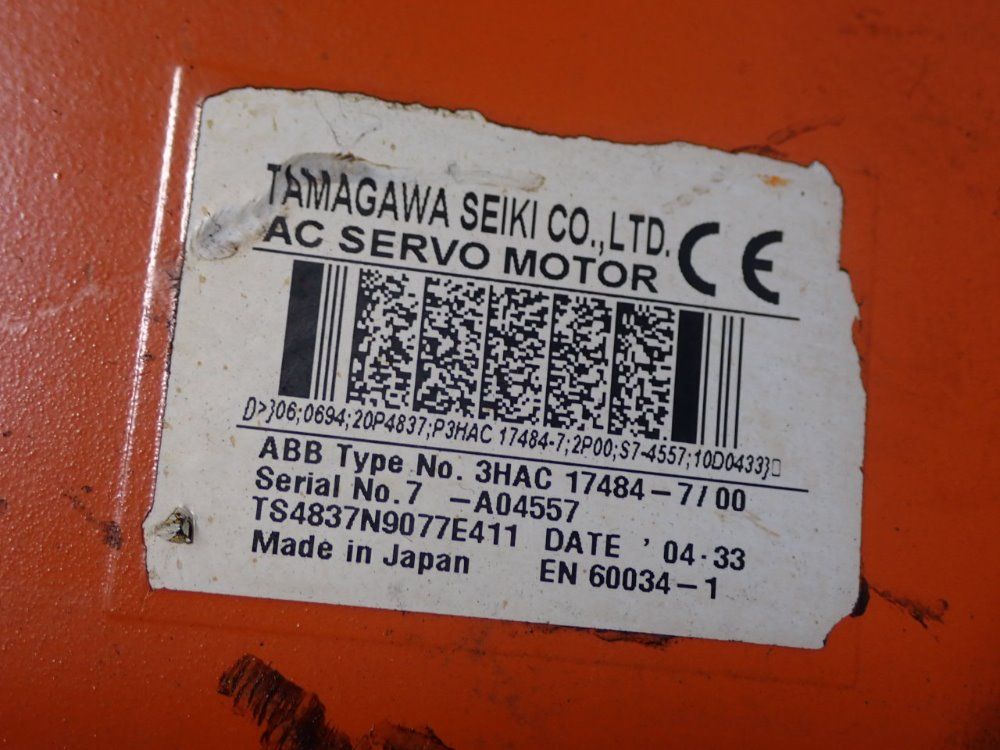 TAMAGAWA SEIKI CO.,LTD.
AC SERVO MOTOR
CE
[)>}06;0694;20P4837;P3HAC 17484-7;2P00;S7-4557;10D0433}□
ABB Type No. 3HAC 17484-7/00
Serial No.7 -A04557
TS4837N9077E411 DATE '04·33
Made in Japan EN 60034-1